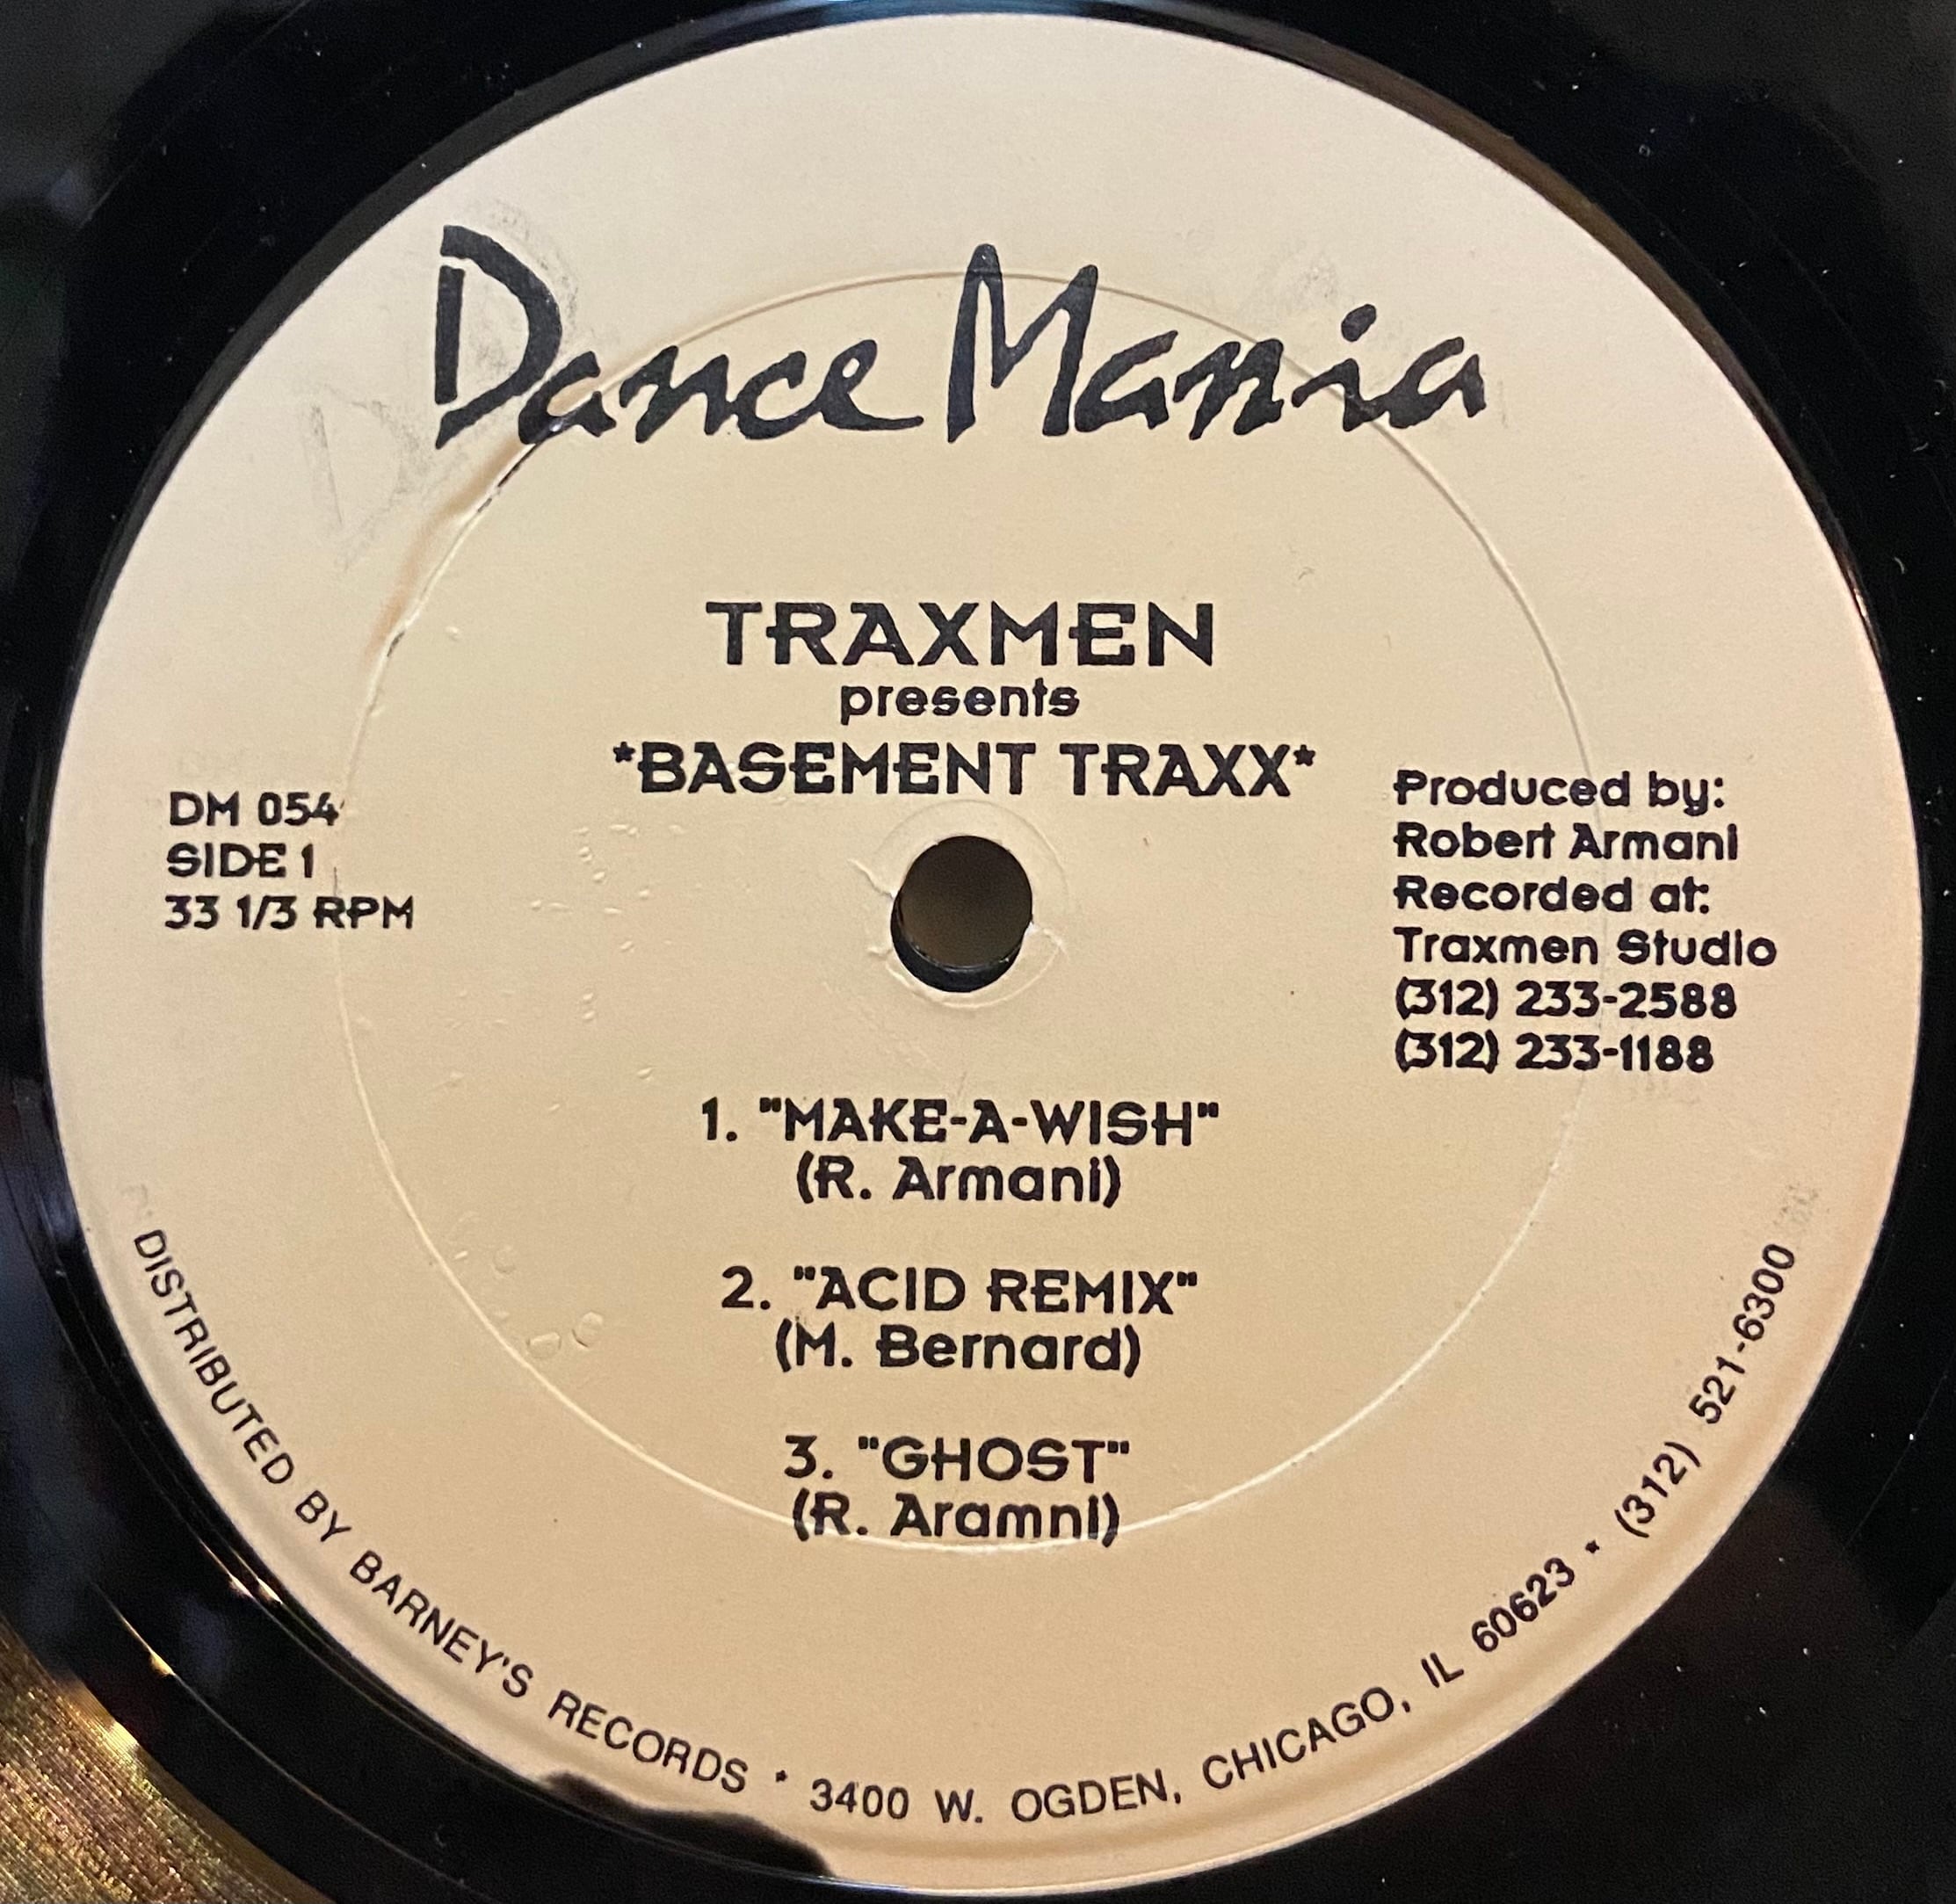 Dance Mania
TRAXMEN
presents
*BASEMENT TRAXX*
DM 054
SIDE 1
33 1/3 RPM
Produced by:
Robert Armani
Recorded at:
Traxmen Studio
(312) 233-2588
(312) 233-1188
1. "MAKE-A-WISH"
(R. Armani)
2. "ACID REMIX"
(M. Bernard)
3. "GHOST"
(R. Aramni)
DISTRIBUTED BY BARNEY'S RECORDS * 3400 W. OGDEN, CHICAGO, IL 60623 * (312) 521-6300